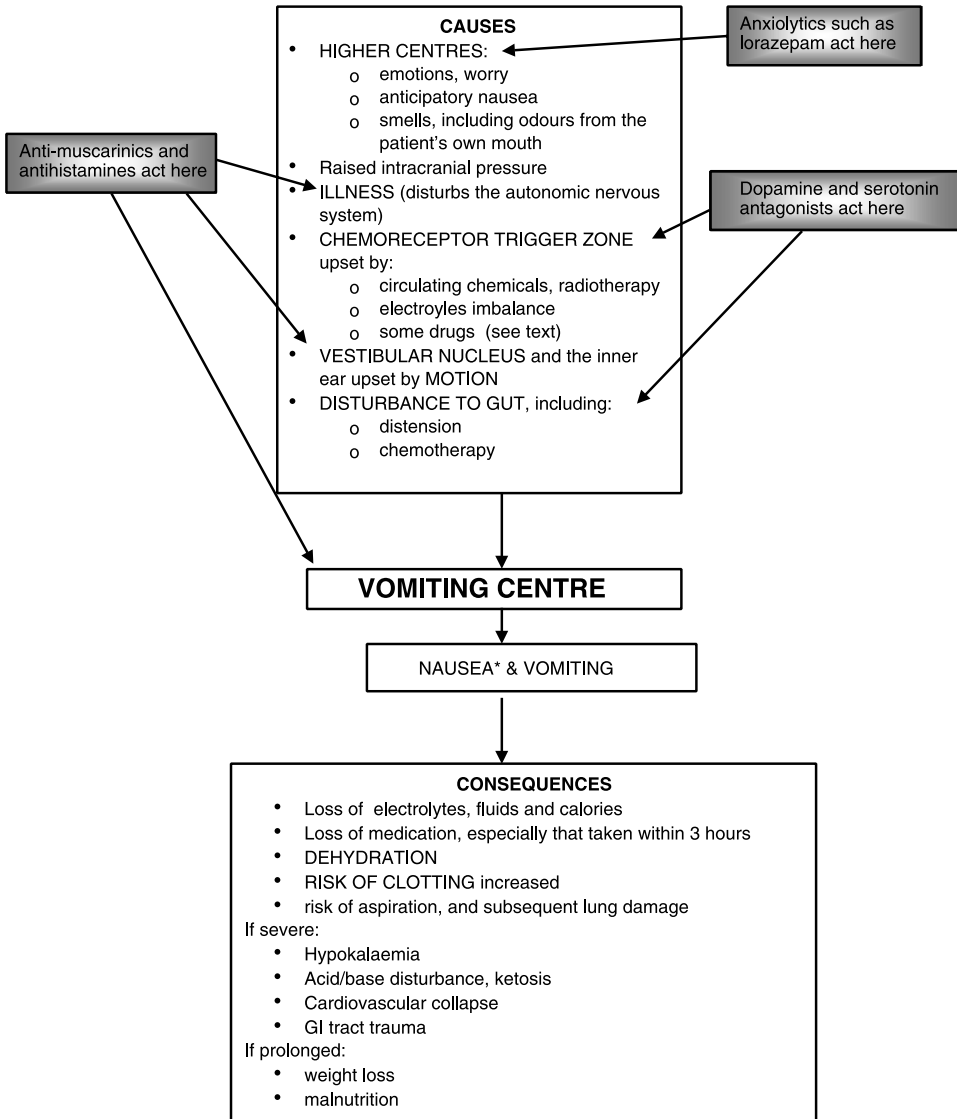 CAUSES
• HIGHER CENTRES:
o emotions, worry
o anticipatory nausea
o smells, including odours from the
patient's own mouth
• Raised intracranial pressure
• ILLNESS (disturbs the autonomic nervous
system)
• CHEMORECEPTOR TRIGGER ZONE
upset by:
o circulating chemicals, radiotherapy
o electroyles imbalance
o some drugs (see text)
• VESTIBULAR NUCLEUS and the inner
ear upset by MOTION
• DISTURBANCE TO GUT, including:
o distension
o chemotherapy
Anxiolytics such as
lorazepam act here
Anti-muscarinics and
antihistamines act here
Dopamine and serotonin
antagonists act here
VOMITING CENTRE
NAUSEA* & VOMITING
CONSEQUENCES
• Loss of electrolytes, fluids and calories
• Loss of medication, especially that taken within 3 hours
• DEHYDRATION
• RISK OF CLOTTING increased
• risk of aspiration, and subsequent lung damage
If severe:
• Hypokalaemia
• Acid/base disturbance, ketosis
• Cardiovascular collapse
• GI tract trauma
If prolonged:
• weight loss
• malnutrition